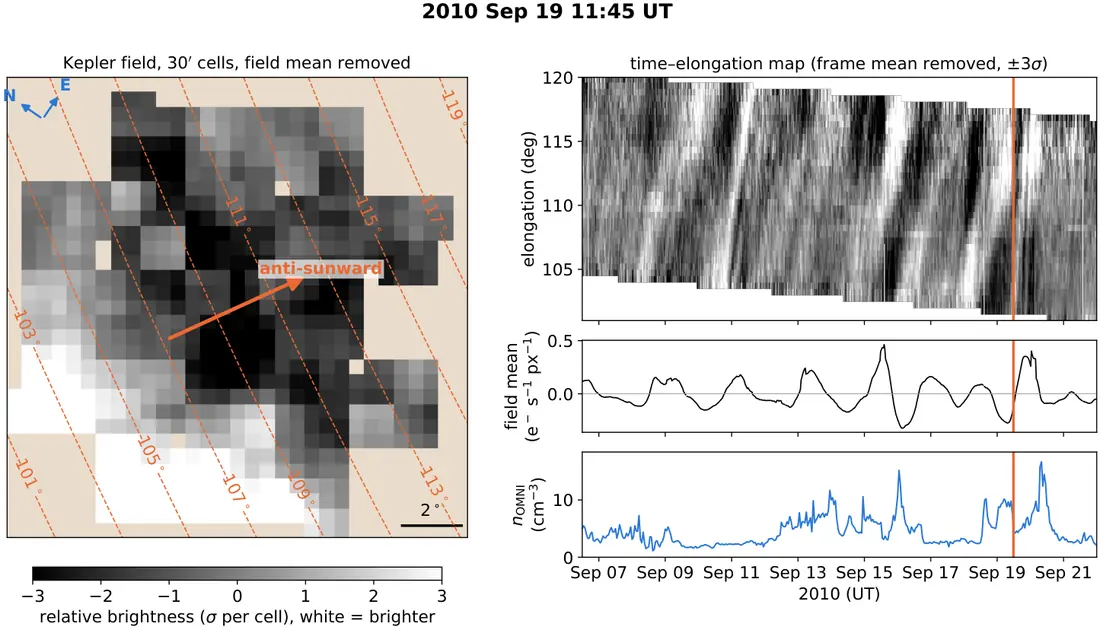 2010 Sep 19 11:45 UT
Kepler field, 30′ cells, field mean removed
N
E
119°
111°
115°
117°
anti-sunward
103°
105°
101°
107°
109°
113°
2°
−3 −2 −1 0 1 2 3
relative brightness (σ per cell), white = brighter
time–elongation map (frame mean removed, ±3σ)
elongation (deg)
120
115
110
105
field mean
(e⁻ s⁻¹ px⁻¹)
0.5
0.0
n_OMNI
(cm⁻³)
10
0
Sep 07 Sep 09 Sep 11 Sep 13 Sep 15 Sep 17 Sep 19 Sep 21
2010 (UT)